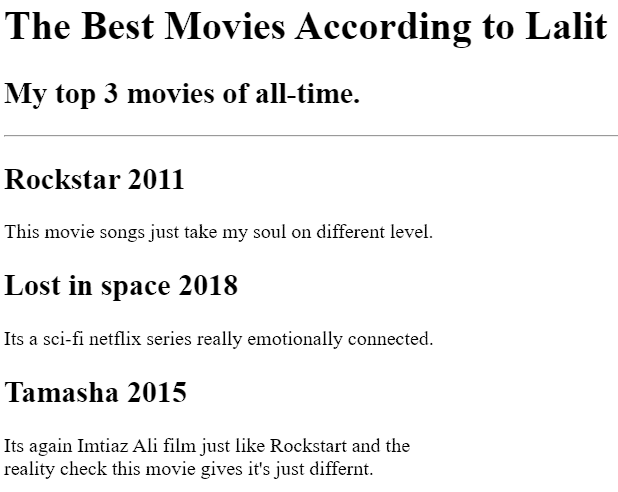 The Best Movies According to Lalit
My top 3 movies of all-time.
Rockstar 2011
This movie songs just take my soul on different level.
Lost in space 2018
Its a sci-fi netflix series really emotionally connected.
Tamasha 2015
Its again Imtiaz Ali film just like Rockstart and the
reality check this movie gives it's just differnt.